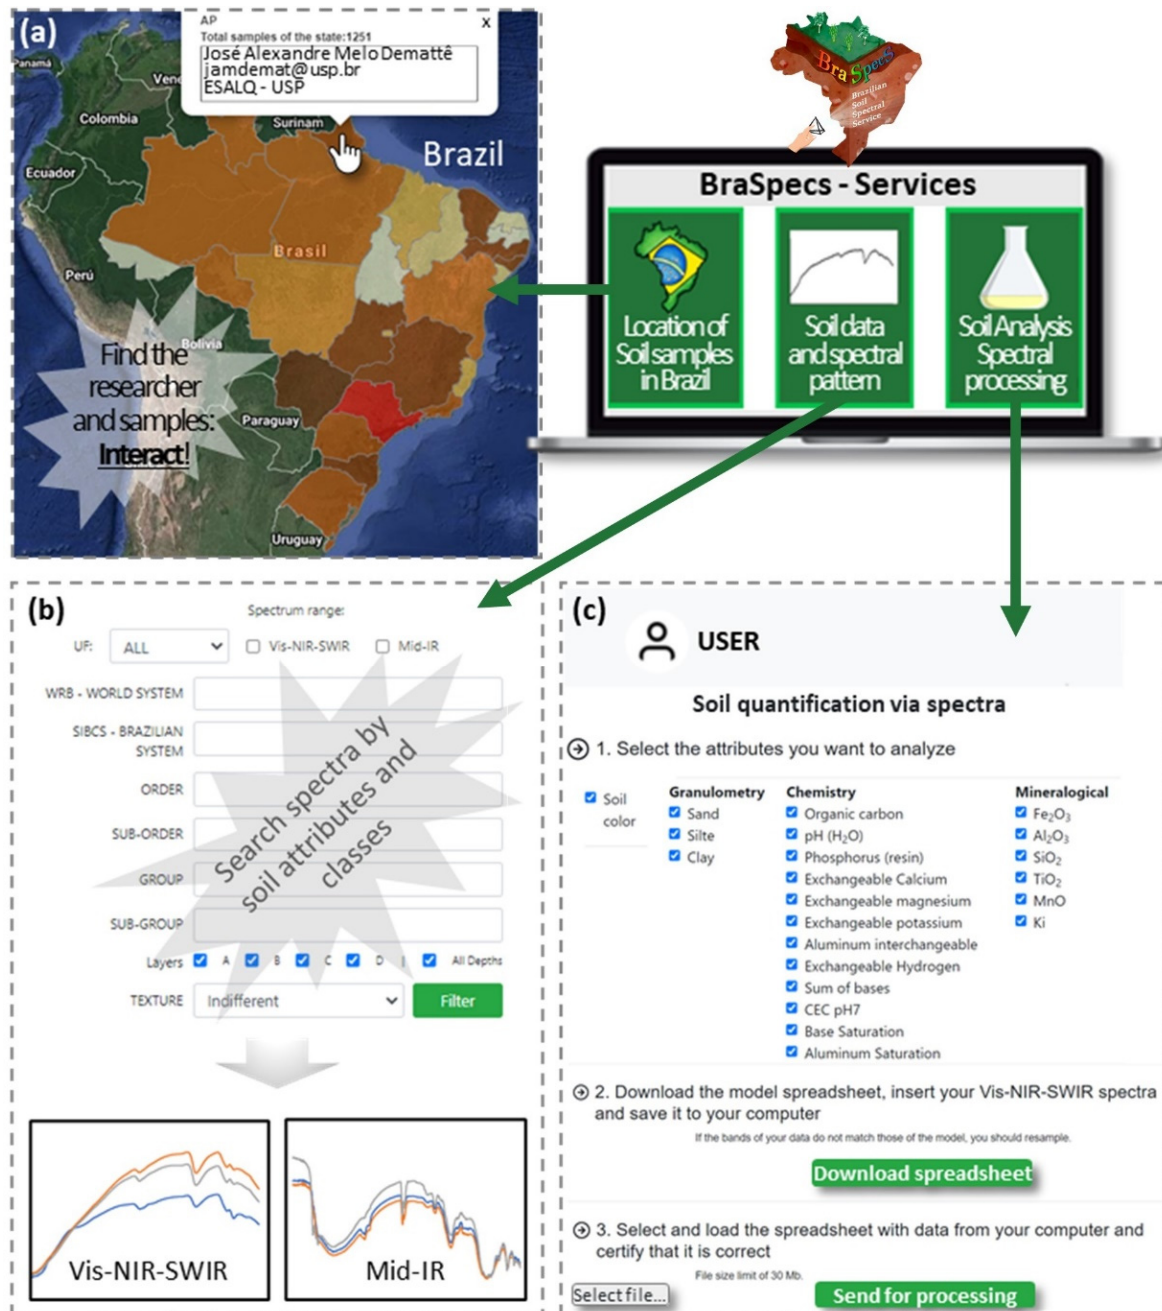 (a)
AP
X
Total samples of the state:1251
José Alexandre Melo Demattê
jamdemat@usp.br
ESALQ - USP
Panamá
Vene
Colombia
Surinam
Ecuador
Brazil
Brasil
Perú
Bolivia
Paraguay
Uruguay
Find the
researcher
and samples:
Interact!
Bra Specs
Brazilian
Soil
Spectral
Service
BraSpecs - Services
Location of
Soil samples
in Brazil
Soil data
and spectral
pattern
Soil Analysis
Spectral
processing
(b)
Spectrum range:
UF: ALL Vis-NIR-SWIR Mid-IR
WRB - WORLD SYSTEM
SIBCS - BRAZILIAN
SYSTEM
ORDER
SUB-ORDER
GROUP
SUB-GROUP
Search spectra by
soil attributes and
classes
Layers A B C D | All Depths
TEXTURE Indifferent Filter
Vis-NIR-SWIR
Mid-IR
(c)
USER
Soil quantification via spectra
1. Select the attributes you want to analyze
Soil
color
Granulometry
Sand
Silte
Clay
Chemistry
Organic carbon
pH (H₂O)
Phosphorus (resin)
Exchangeable Calcium
Exchangeable magnesium
Exchangeable potassium
Aluminum interchangeable
Exchangeable Hydrogen
Sum of bases
CEC pH7
Base Saturation
Aluminum Saturation
Mineralogical
Fe₂O₃
Al₂O₃
SiO₂
TiO₂
MnO
Ki
2. Download the model spreadsheet, insert your Vis-NIR-SWIR spectra
and save it to your computer
If the bands of your data do not match those of the model, you should resample.
Download spreadsheet
3. Select and load the spreadsheet with data from your computer and
certify that it is correct
File size limit of 30 Mb.
Select file...
Send for processing